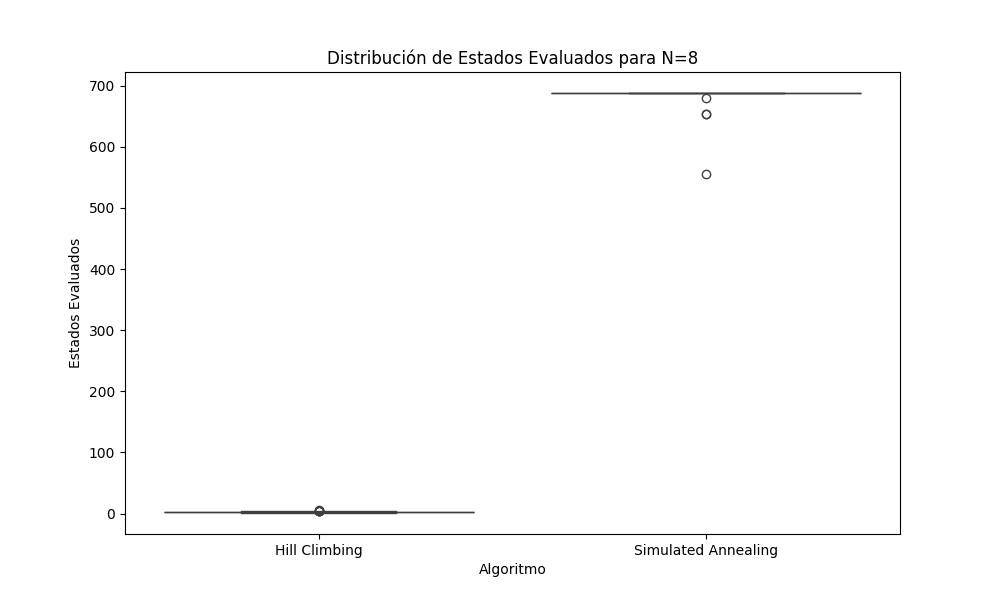 Distribución de Estados Evaluados para N=8
700
600
500
400
300
200
100
0
Estados Evaluados
Hill Climbing
Simulated Annealing
Algoritmo